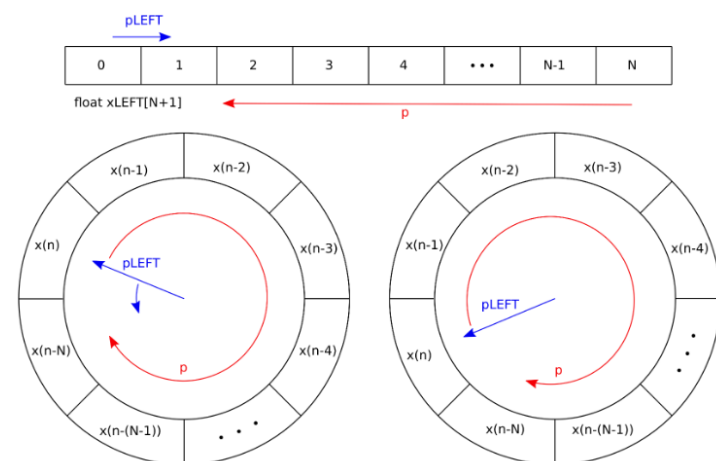 pLEFT
0 1 2 3 4 ••• N-1 N
float xLEFT[N+1]
p
x(n-1) x(n-2)
x(n) x(n-3)
pLEFT
x(n-N) x(n-4)
p
x(n-(N-1)) • • •
x(n-2) x(n-3)
x(n-1) x(n-4)
pLEFT
x(n) • • •
p
x(n-N) x(n-(N-1))